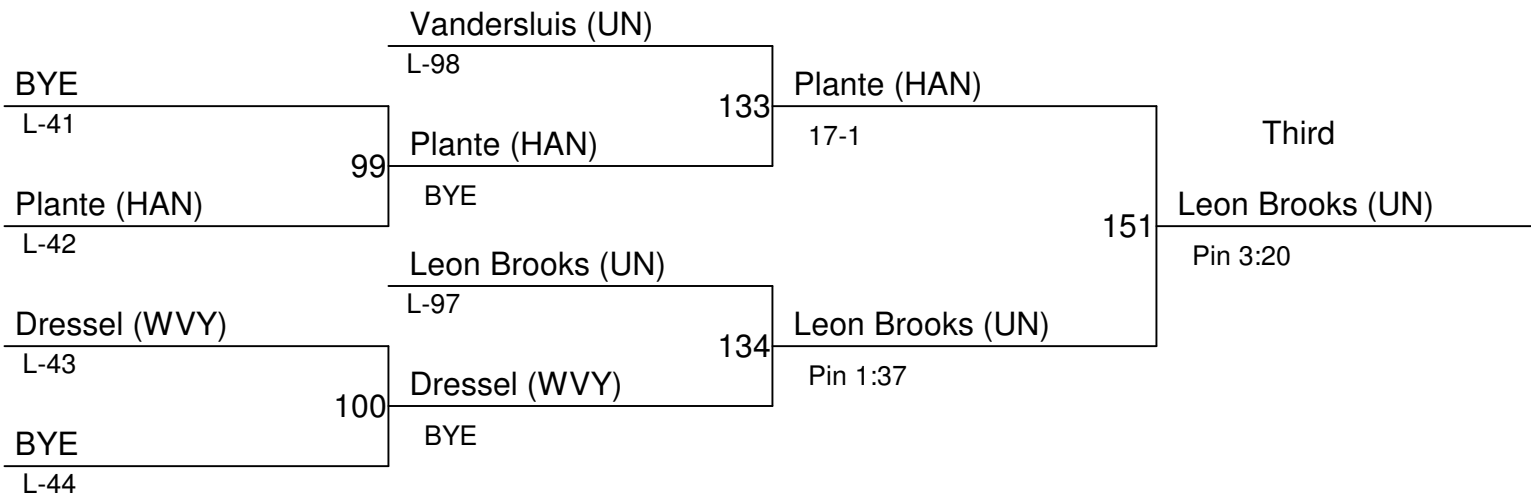 Vandersluis (UN)
L-98
BYE
L-41
133
Plante (HAN)
17-1
99
Plante (HAN)
BYE
Third
Plante (HAN)
L-42
151
Leon Brooks (UN)
Pin 3:20
Leon Brooks (UN)
L-97
Dressel (WVY)
L-43
134
Leon Brooks (UN)
Pin 1:37
100
Dressel (WVY)
BYE
BYE
L-44